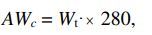 AWc = Wt· × 280,